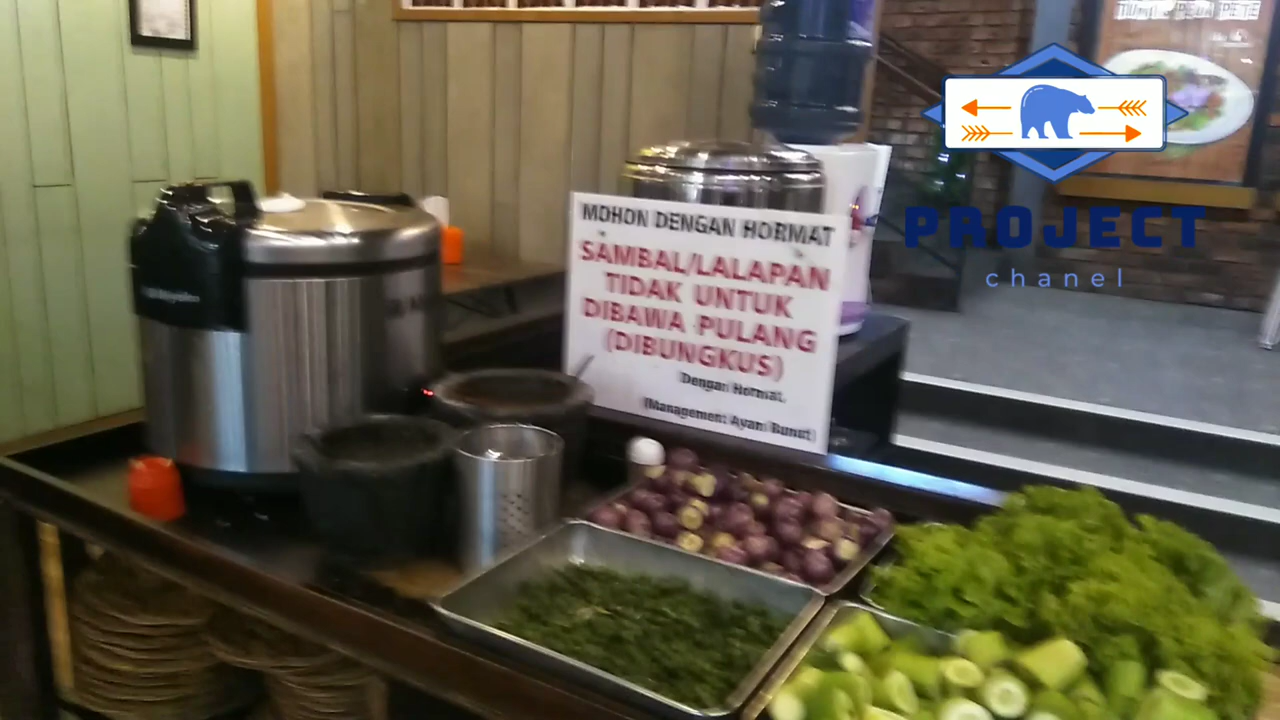 MOHON DENGAN HORMAT
SAMBAL/LALAPAN
TIDAK UNTUK
DIBAWA PULANG
(DIBUNGKUS)
Dengan Hormat,
(Management Ayam Bunut)
PROJECT
chanel